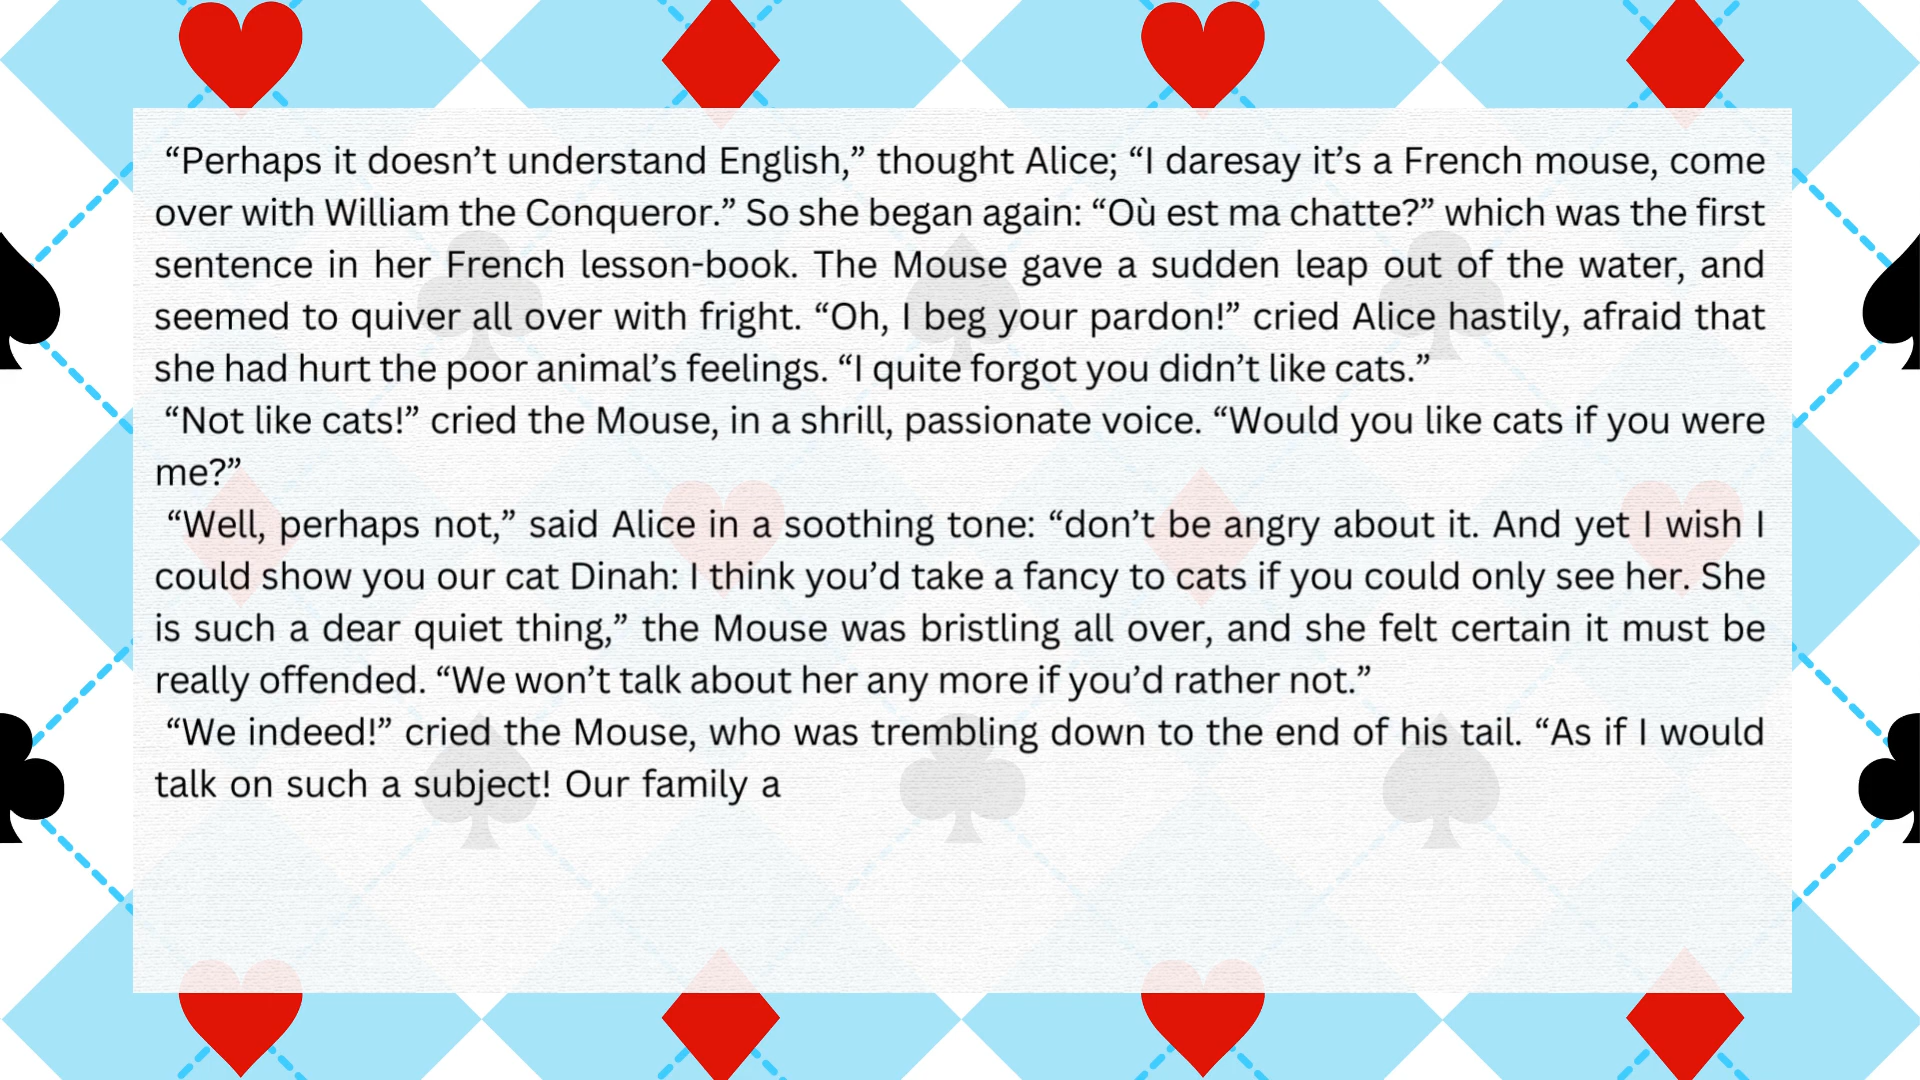 “Perhaps it doesn’t understand English,” thought Alice; “I daresay it’s a French mouse, come
over with William the Conqueror.” So she began again: “Où est ma chatte?” which was the first
sentence in her French lesson-book. The Mouse gave a sudden leap out of the water, and
seemed to quiver all over with fright. “Oh, I beg your pardon!” cried Alice hastily, afraid that
she had hurt the poor animal’s feelings. “I quite forgot you didn’t like cats.”
“Not like cats!” cried the Mouse, in a shrill, passionate voice. “Would you like cats if you were
me?”
“Well, perhaps not,” said Alice in a soothing tone: “don’t be angry about it. And yet I wish I
could show you our cat Dinah: I think you’d take a fancy to cats if you could only see her. She
is such a dear quiet thing,” the Mouse was bristling all over, and she felt certain it must be
really offended. “We won’t talk about her any more if you’d rather not.”
“We indeed!” cried the Mouse, who was trembling down to the end of his tail. “As if I would
talk on such a subject! Our family a